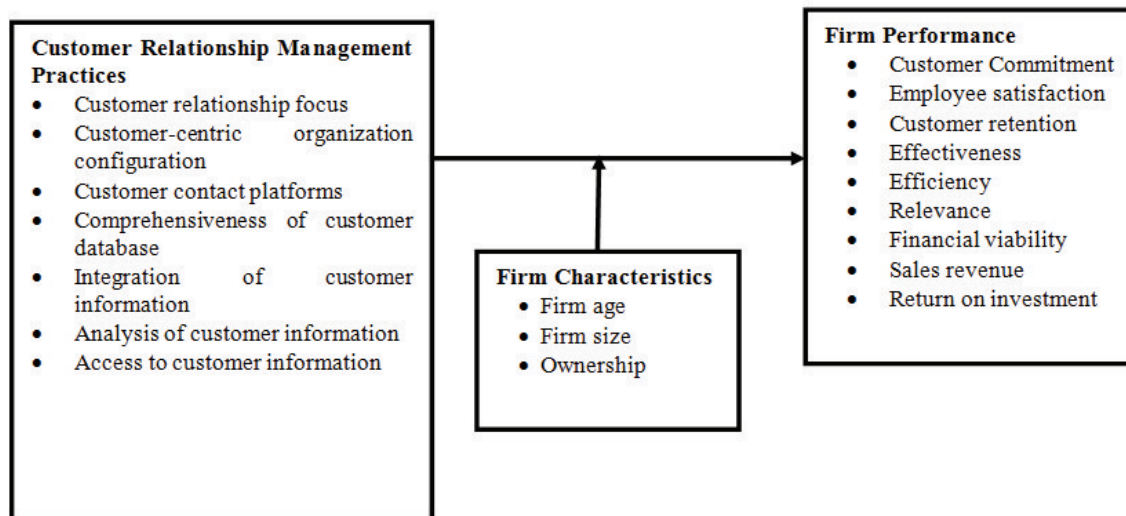 Customer Relationship Management
Practices
• Customer relationship focus
• Customer-centric organization
configuration
• Customer contact platforms
• Comprehensiveness of customer
database
• Integration of customer
information
• Analysis of customer information
• Access to customer information
Firm Characteristics
• Firm age
• Firm size
• Ownership
Firm Performance
• Customer Commitment
• Employee satisfaction
• Customer retention
• Effectiveness
• Efficiency
• Relevance
• Financial viability
• Sales revenue
• Return on investment